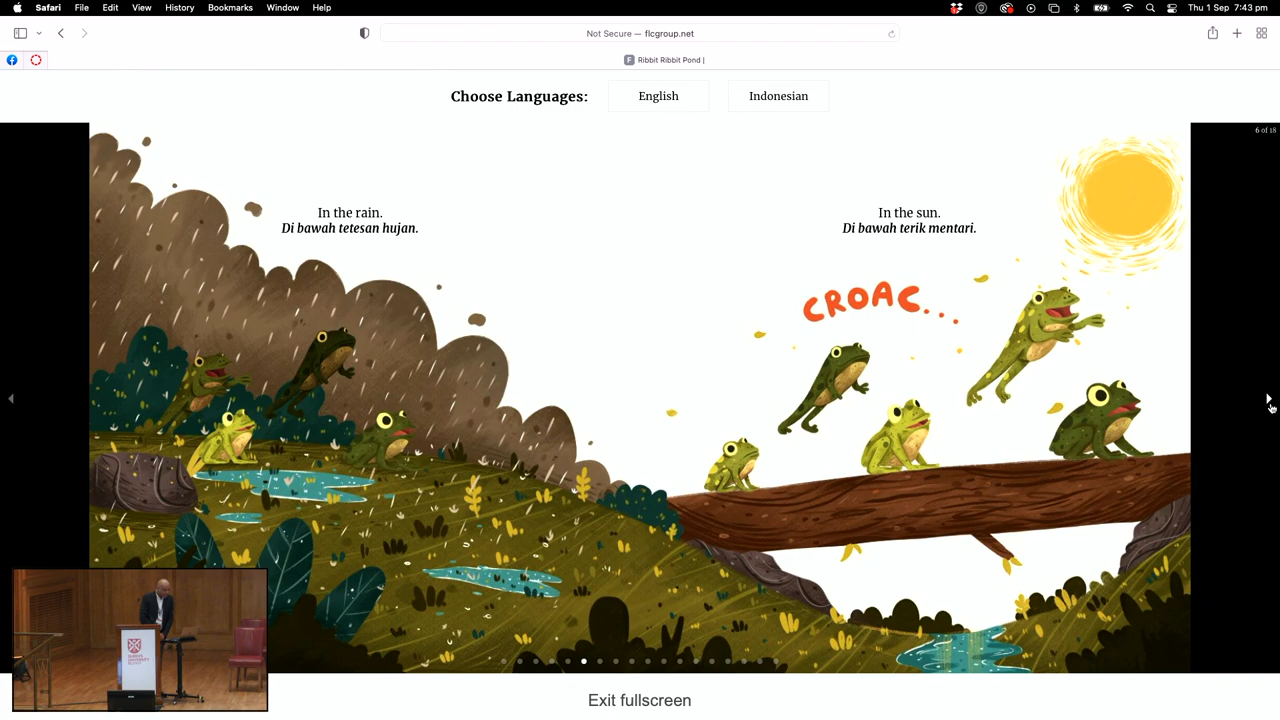 Safari File Edit View History Bookmarks Window Help Thu 1 Sep 7:43 pm
Not Secure — flcgroup.net
F Ribbit Ribbit Pond |
Choose Languages: English Indonesian
6 of 18
In the rain.
Di bawah tetesan hujan.
In the sun.
Di bawah terik mentari.
CROAC...
QUEEN'S
UNIVERSITY
Exit fullscreen